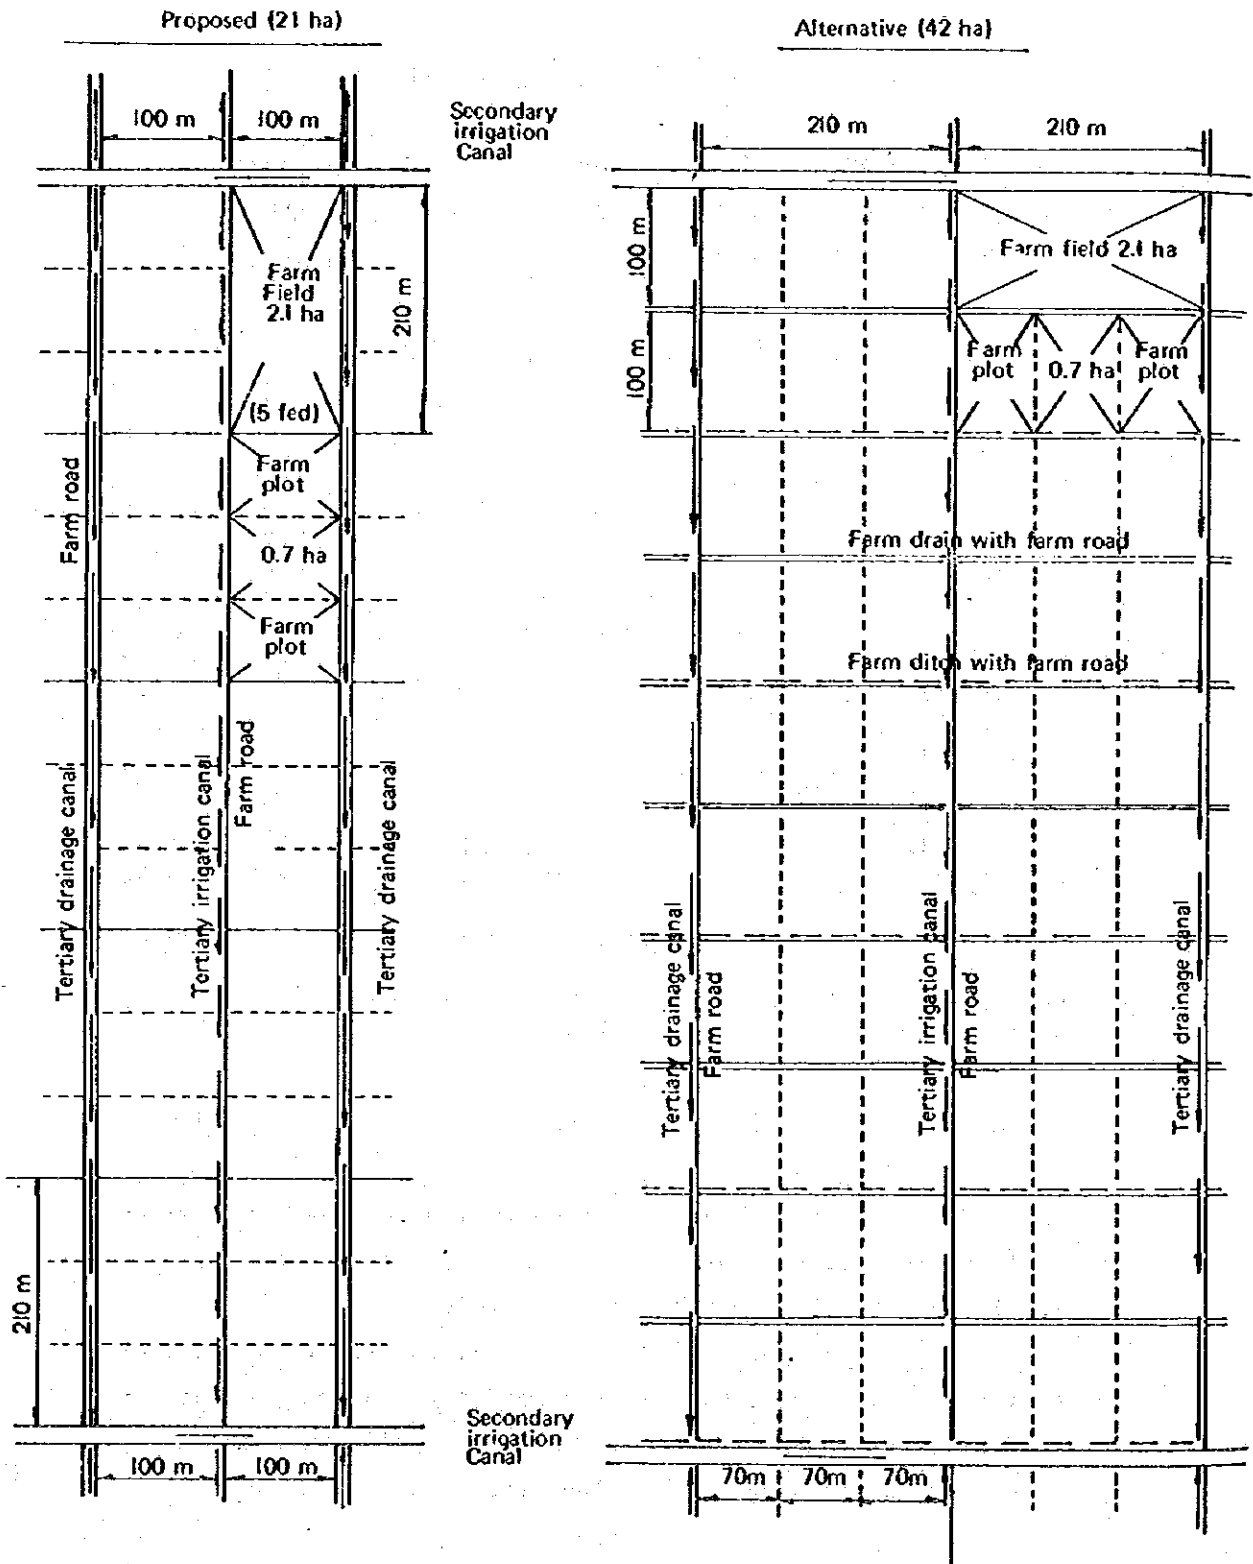 Proposed (21 ha)
100 m
100 m
Secondary
irrigation
Canal
Farm
Field
2.1 ha
210 m
(5 fed)
Farm
plot
0.7 ha
Farm
plot
Farm road
Farm road
Tertiary drainage canal
Tertiary irrigation canal
Tertiary drainage canal
210 m
100 m
100 m
Secondary
irrigation
Canal
Alternative (42 ha)
210 m
210 m
100 m
100 m
Farm field 2.1 ha
Farm
plot
0.7 ha
Farm
plot
Farm drain with farm road
Farm ditch with farm road
Tertiary drainage canal
Farm road
Tertiary irrigation canal
Farm road
Tertiary drainage canal
70m
70m
70m